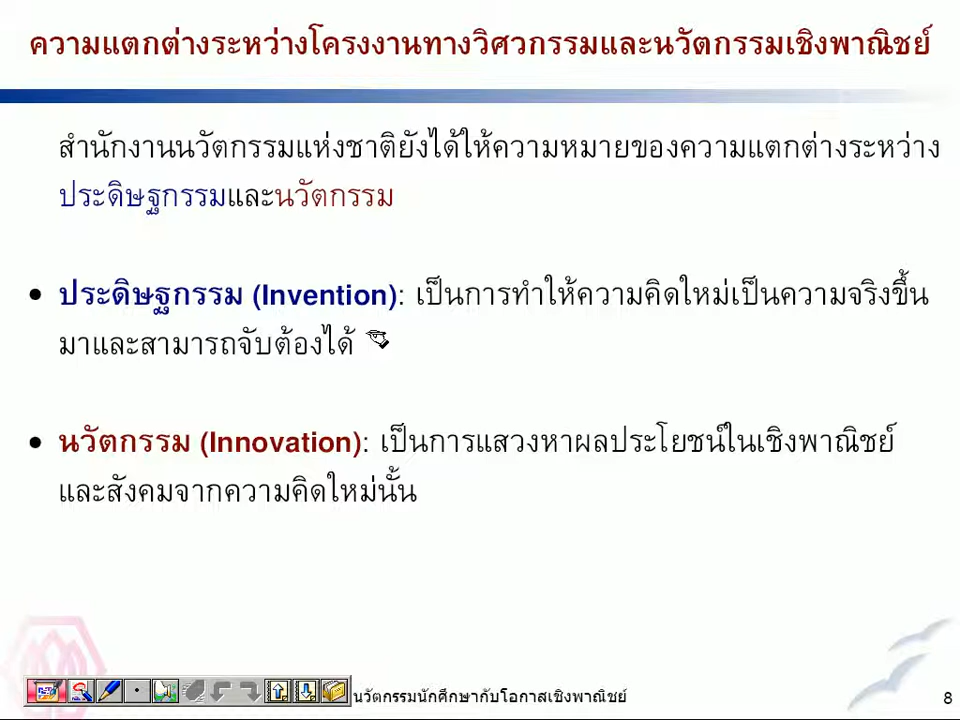 ความแตกต่างระหว่างโครงงานทางวิศวกรรมและนวัตกรรมเชิงพาณิชย์
สำนักงานนวัตกรรมแห่งชาติยังได้ให้ความหมายของความแตกต่างระหว่าง
ประดิษฐกรรมและนวัตกรรม
• ประดิษฐกรรม (Invention): เป็นการทำให้ความคิดใหม่เป็นความจริงขึ้น
มาและสามารถจับต้องได้
• นวัตกรรม (Innovation): เป็นการแสวงหาผลประโยชน์ในเชิงพาณิชย์
และสังคมจากความคิดใหม่นั้น
นวัตกรรมนักศึกษากับโอกาสเชิงพาณิชย์
8